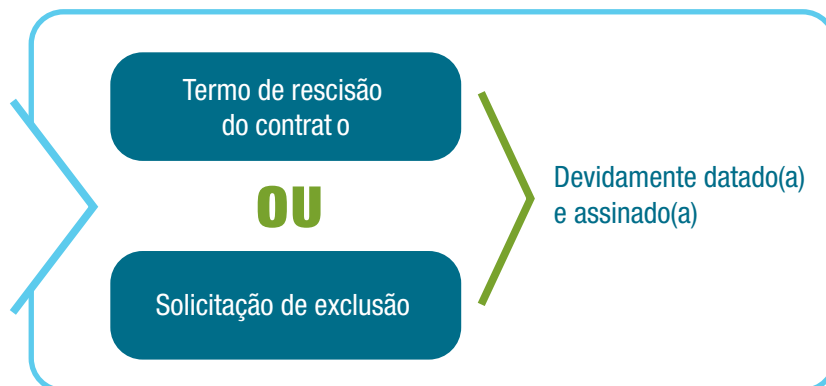 Termo de rescisão
do contrat o
OU
Solicitação de exclusão
Devidamente datado(a)
e assinado(a)